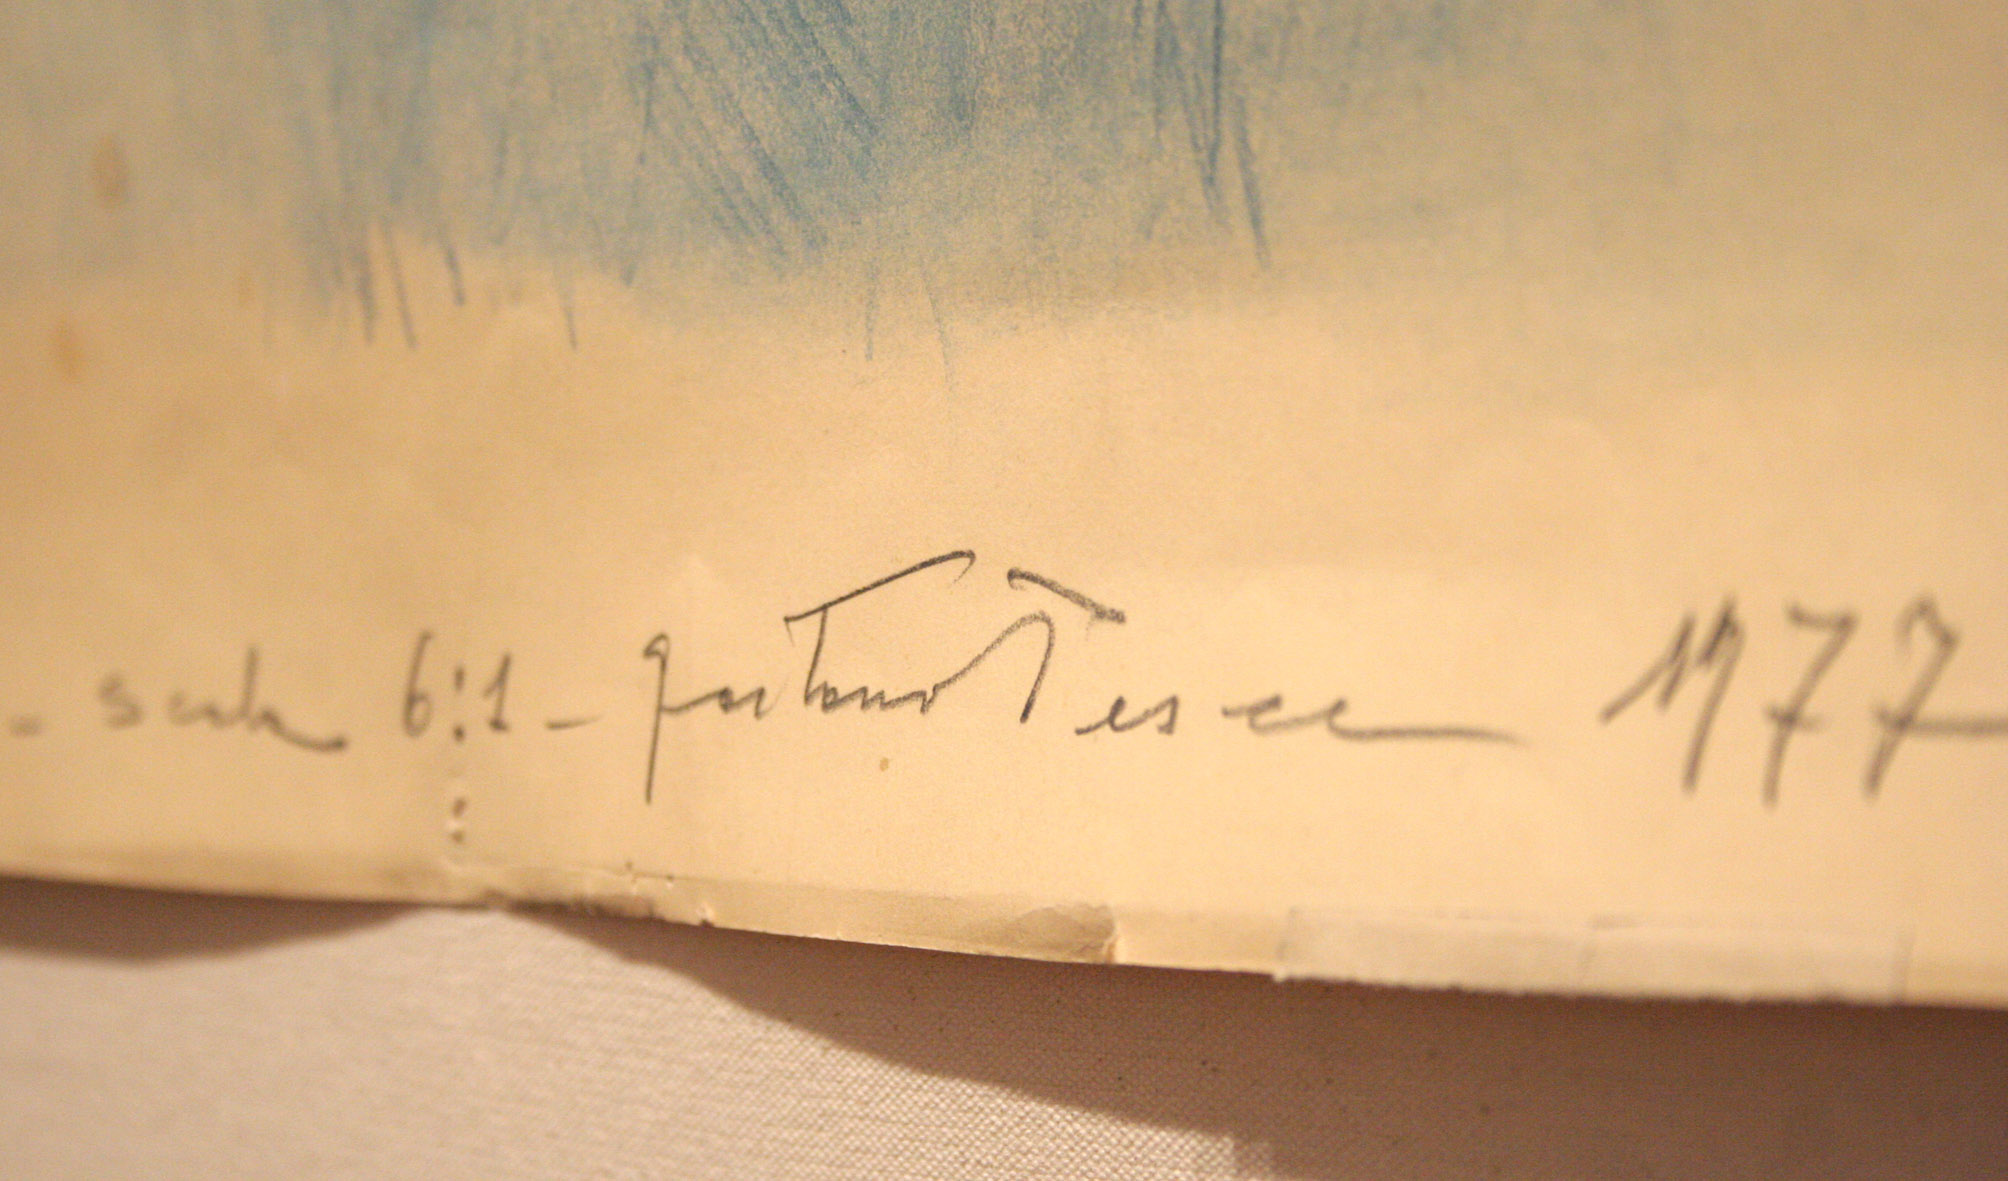 - scala 6:1 - gaetano Pesce 1977